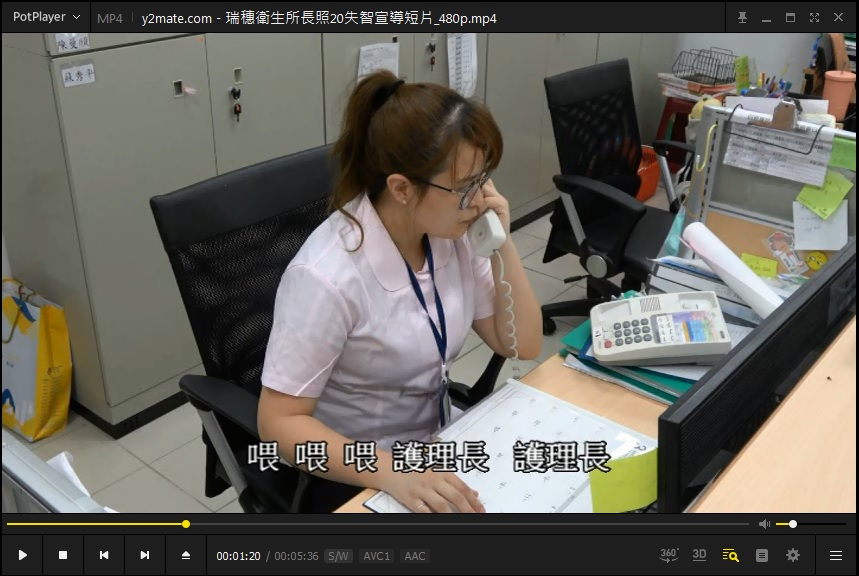 PotPlayer
MP4
y2mate.com - 瑞穗衛生所長照20失智宣導短片_480p.mp4
喂 喂 喂 護理長 護理長
00:01:20 / 00:05:36 S/W AVC1 AAC
360°
3D